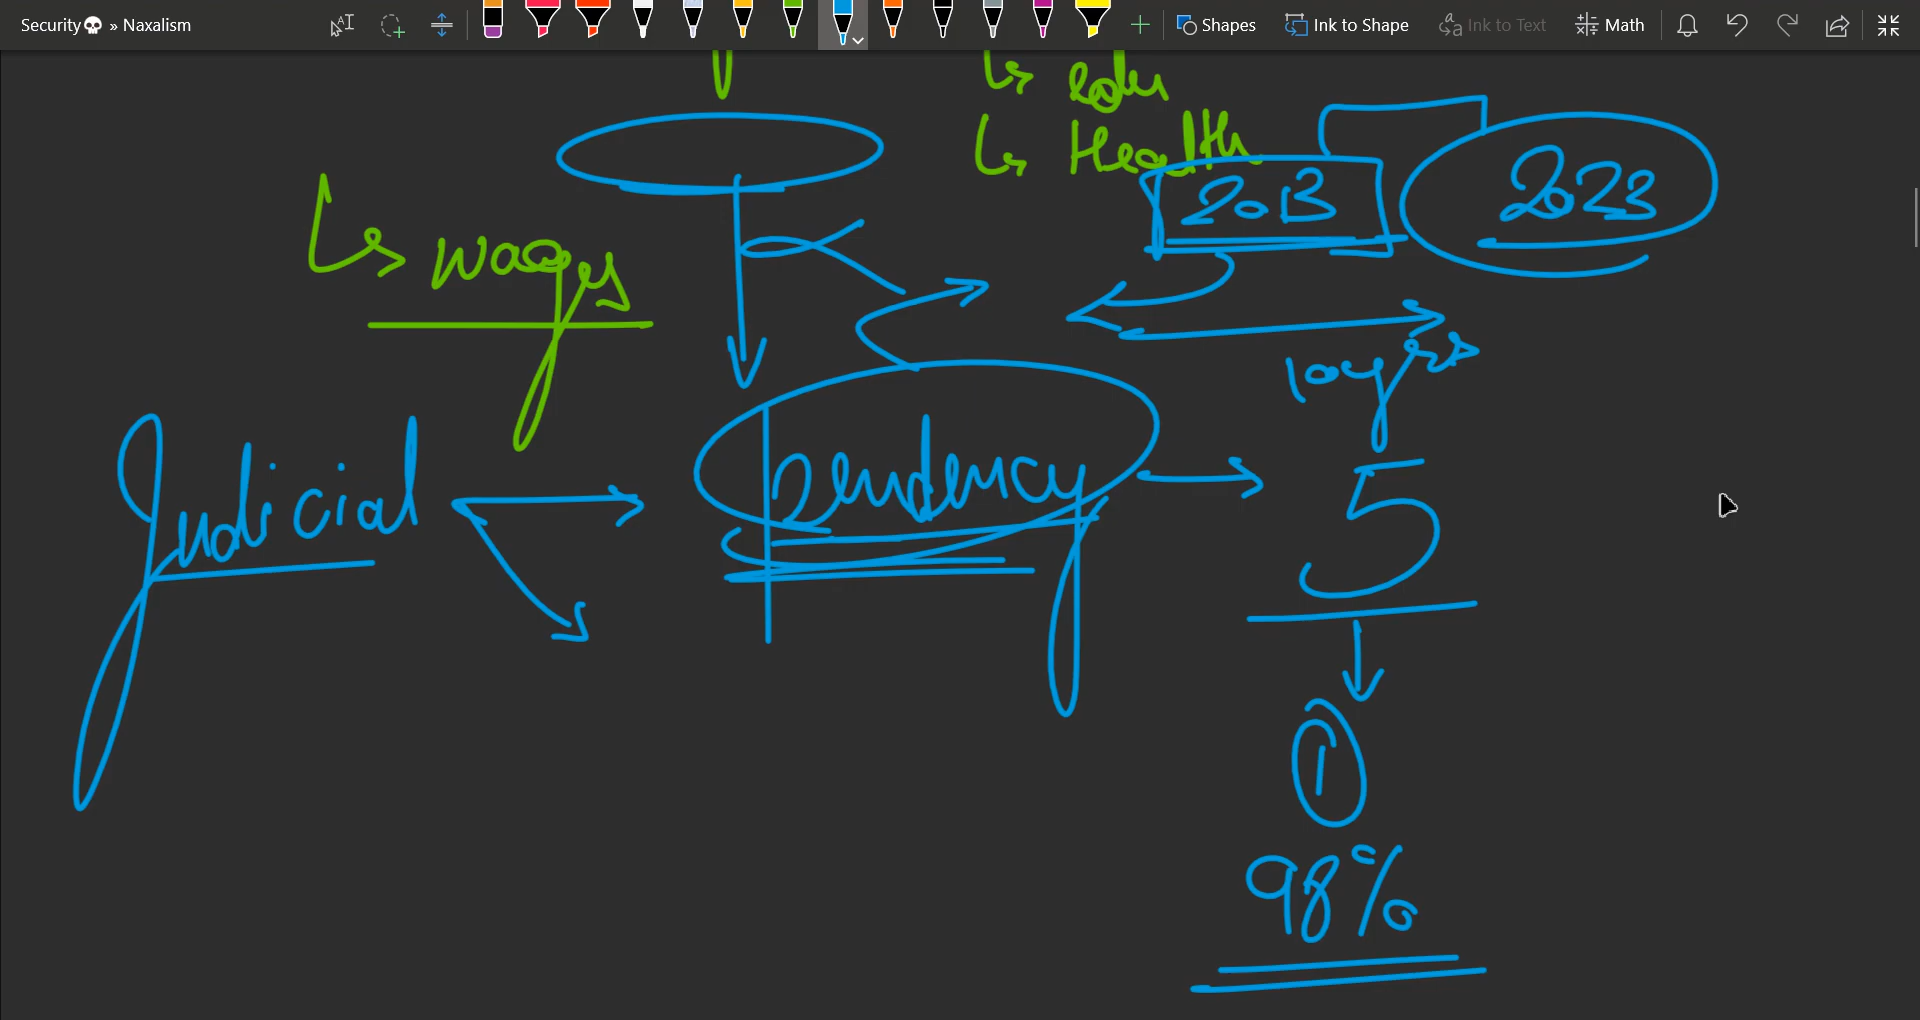 Security💀 » Naxalism
Shapes
Ink to Shape
Ink to Text
Math
Edu
Health
2013
2023
wages
10 yrs
Judicial
pendency
5
1
98%